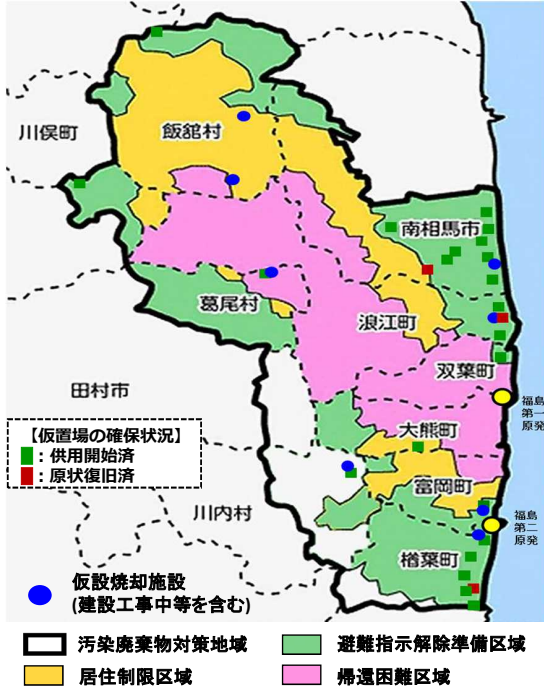 川俣町
飯舘村
南相馬市
葛尾村
浪江町
双葉町
田村市
福島
第一
原発
大熊町
【仮置場の確保状況】
:供用開始済
:原状復旧済
富岡町
川内村
福島
第二
原発
楢葉町
仮設焼却施設
(建設工事中等を含む)
汚染廃棄物対策地域
避難指示解除準備区域
居住制限区域
帰還困難区域